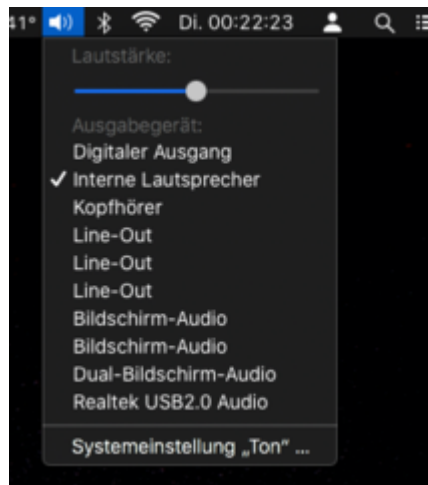 41° Di. 00:22:23
Lautstärke:
Ausgabegerät:
Digitaler Ausgang
✓ Interne Lautsprecher
Kopfhörer
Line-Out
Line-Out
Line-Out
Bildschirm-Audio
Bildschirm-Audio
Dual-Bildschirm-Audio
Realtek USB2.0 Audio
Systemeinstellung „Ton“ ...